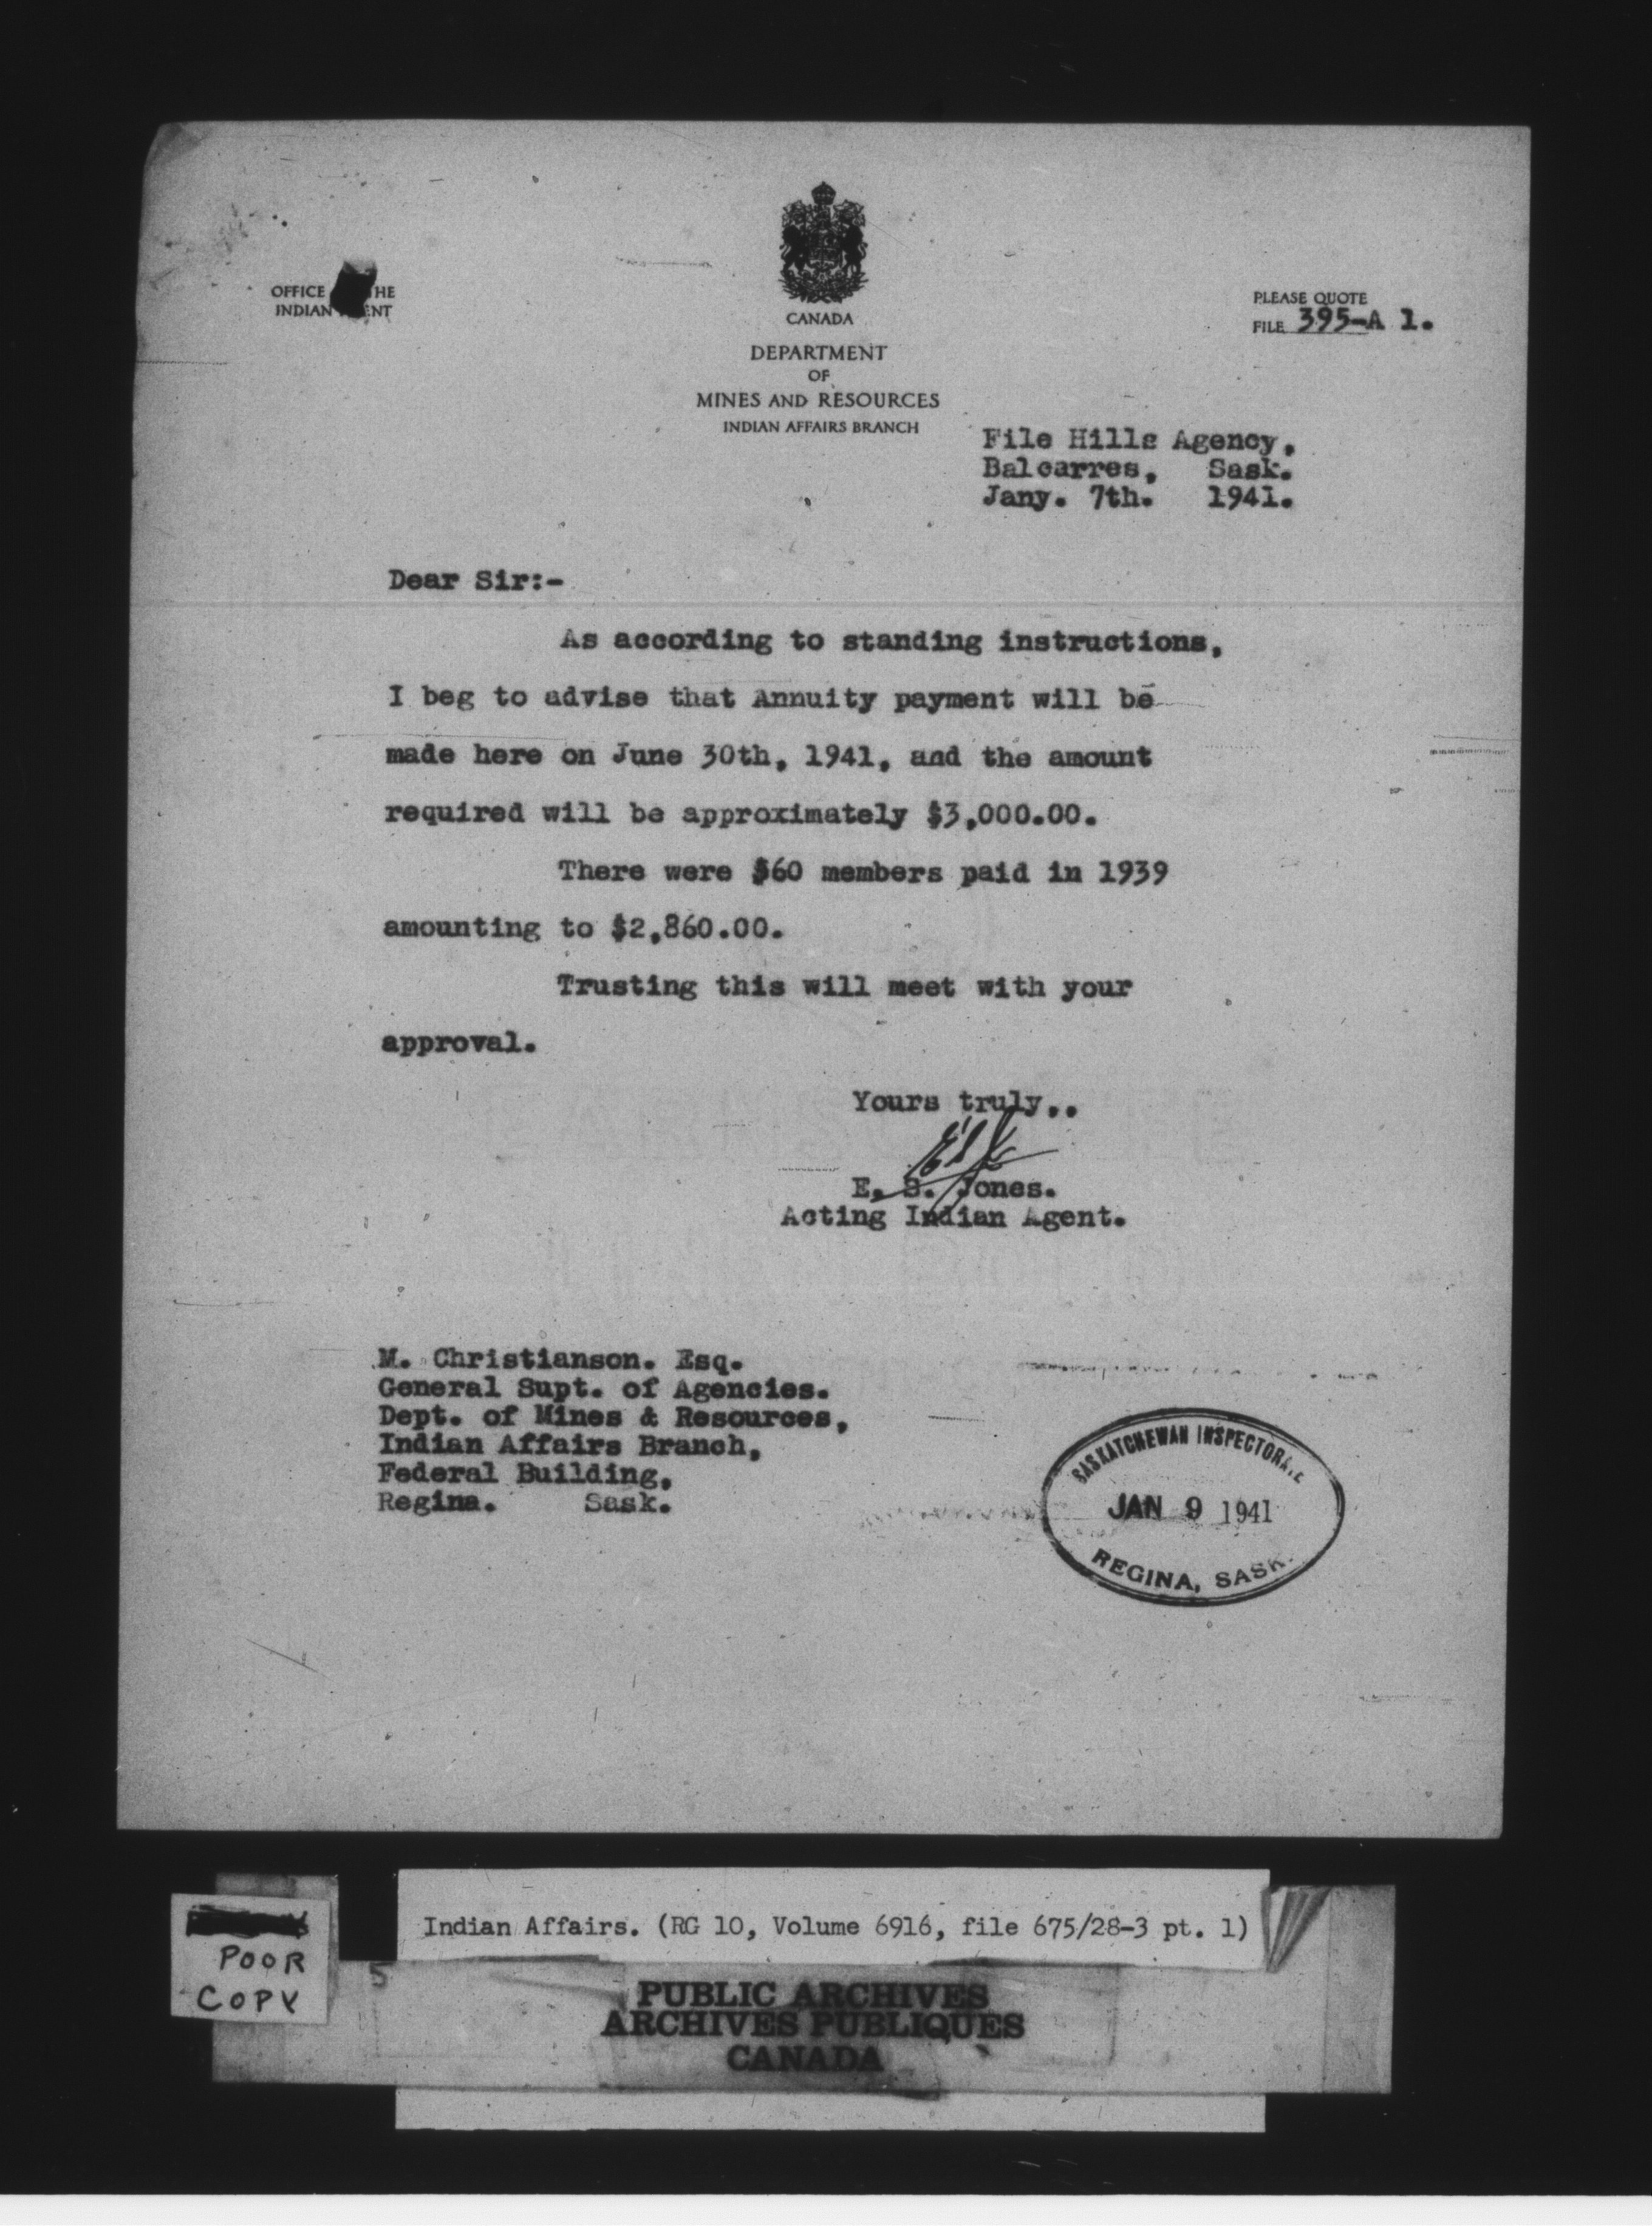 OFFICE THE
INDIAN
CANADA
DEPARTMENT
OF
MINES AND RESOURCES
INDIAN AFFAIRS BRANCH
PLEASE QUOTE
FILE 395-A 1.
File Hills Agency,
Balcarres, Sask.
Jany. 7th. 1941.
Dear Sir:-
As according to standing instructions,
I beg to advise that Annuity payment will be
made here on June 30th, 1941, and the amount
required will be approximately $3,000.00.
There were members paid in 1939
amounting to $2,860.00.
Trusting this will meet with your
approval.
Yours truly,.
E. S. Jones.
Acting Indian Agent.
M. Christianson. Esq.
General Supt. of Agencies.
Dept. of Mines & Resources,
Indian Affairs Branch,
Federal Building,
Regina. Sask.
SASKATCHEWAN INSPECTORATE
JAN 9 1941
REGINA, SASK.
Indian Affairs. (RG 10, Volume 6916, file 675/28-3 pt. 1)
POOR
COPY
5
PUBLIC ARCHIVES
ARCHIVES PUBLIQUES
CANADA